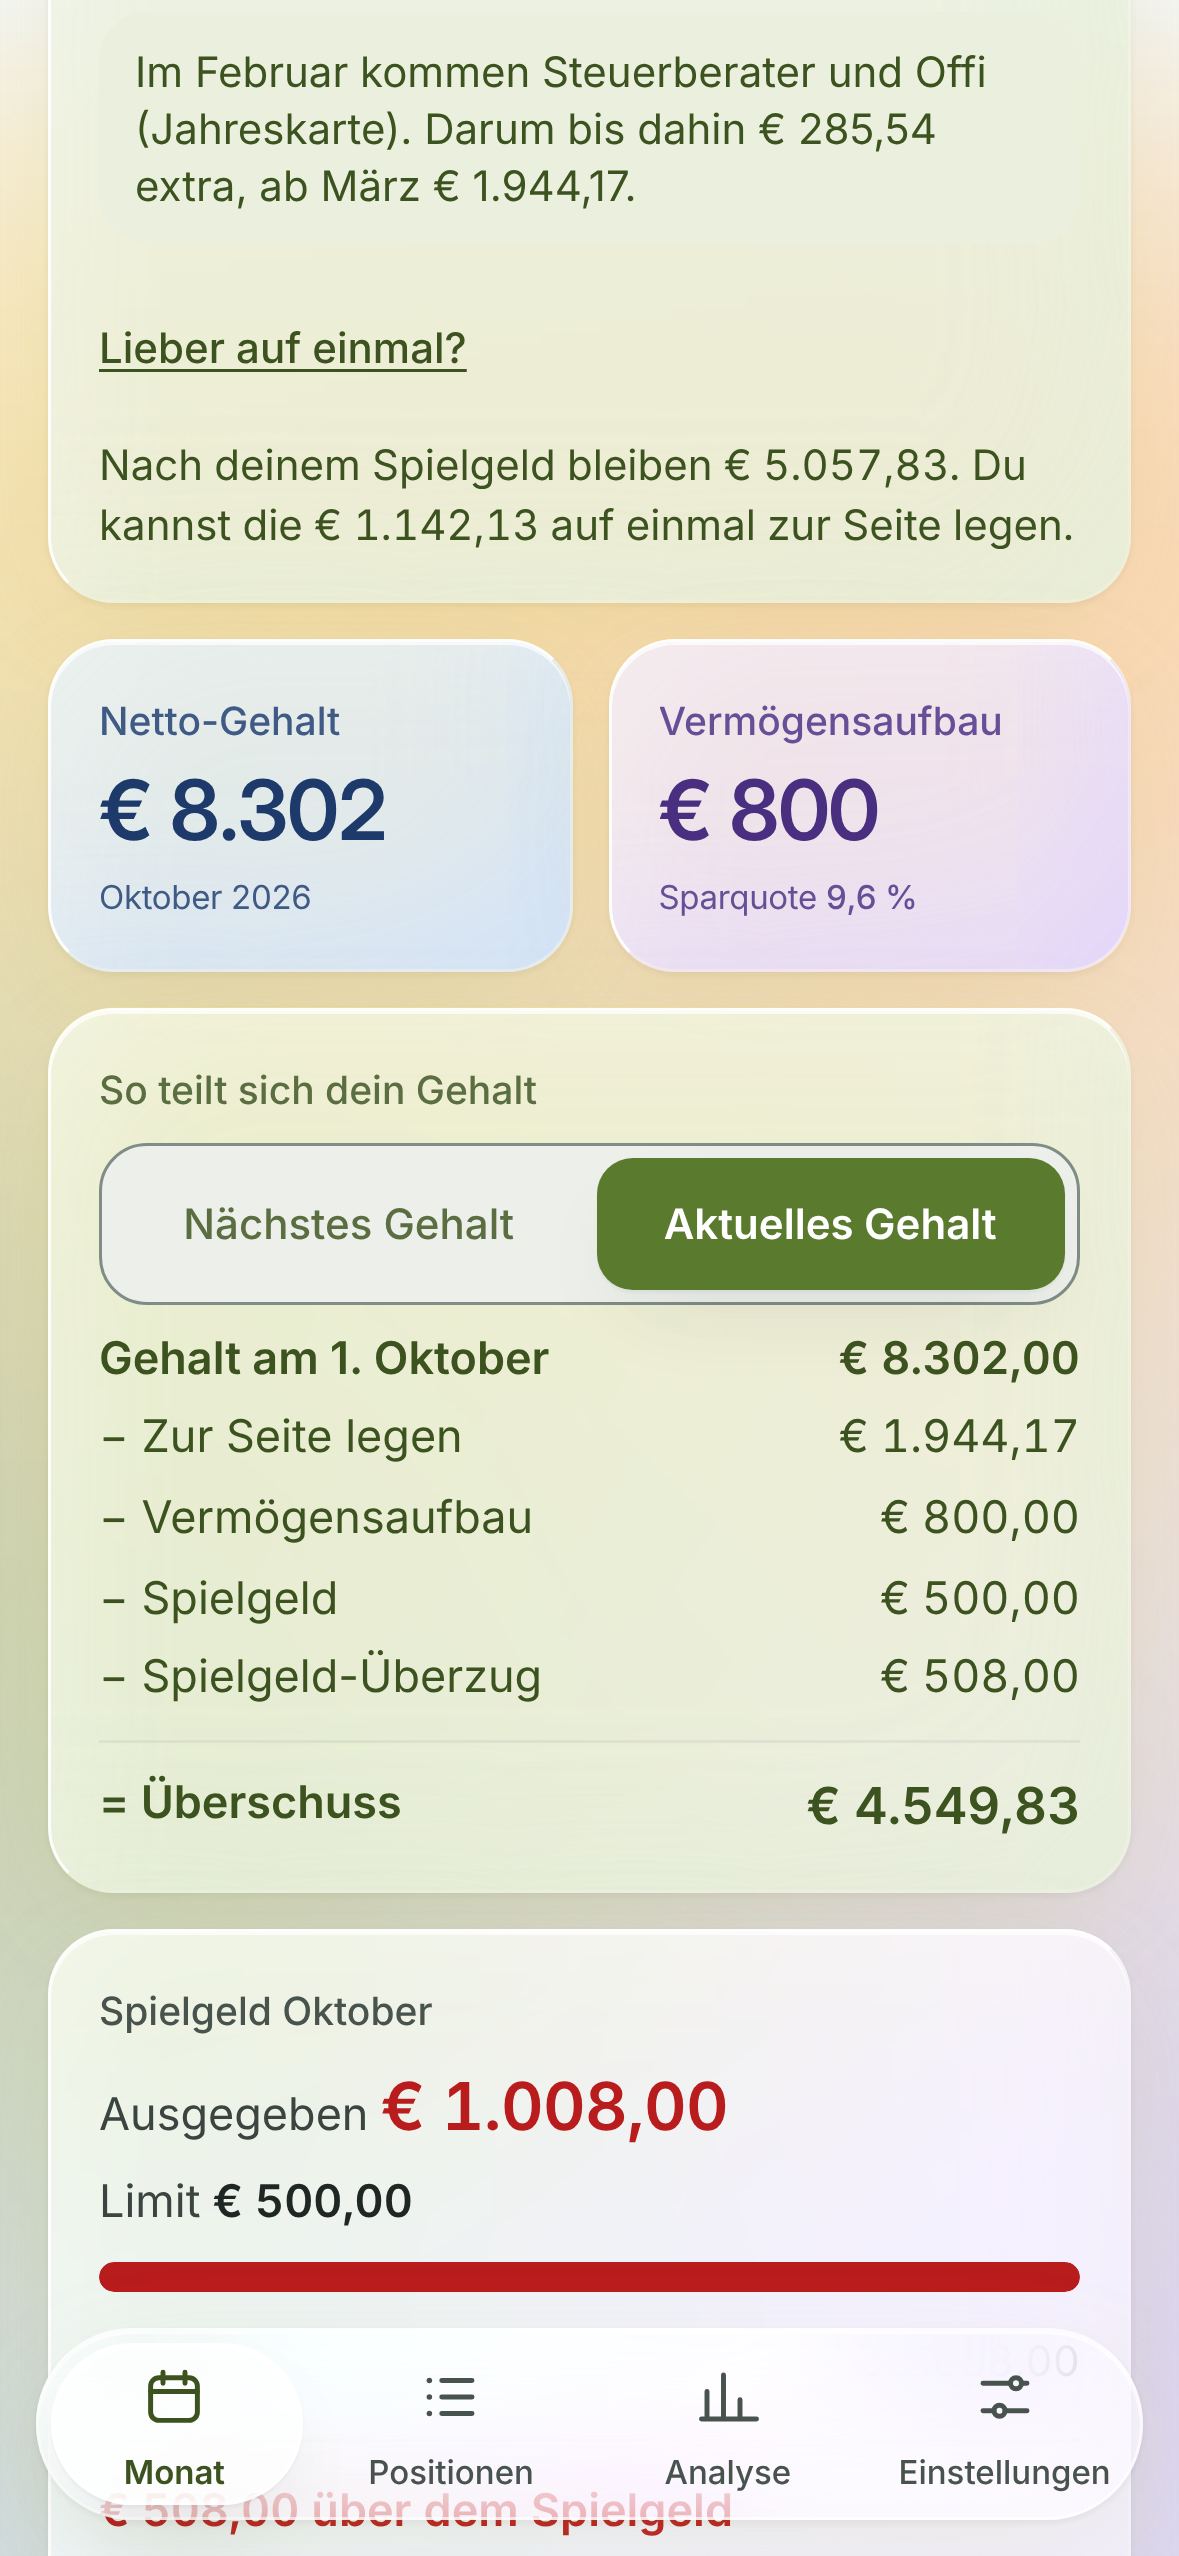 Im Februar kommen Steuerberater und Offi
(Jahreskarte). Darum bis dahin € 285,54
extra, ab März € 1.944,17.
Lieber auf einmal?
Nach deinem Spielgeld bleiben € 5.057,83. Du
kannst die € 1.142,13 auf einmal zur Seite legen.
Netto-Gehalt
€ 8.302
Oktober 2026
Vermögensaufbau
€ 800
Sparquote 9,6 %
So teilt sich dein Gehalt
Nächstes Gehalt
Aktuelles Gehalt
Gehalt am 1. Oktober € 8.302,00
– Zur Seite legen € 1.944,17
– Vermögensaufbau € 800,00
– Spielgeld € 500,00
– Spielgeld-Überzug € 508,00
= Überschuss € 4.549,83
Spielgeld Oktober
Ausgegeben € 1.008,00
Limit € 500,00
Monat
Positionen
Analyse
Einstellungen
€ 508,00 über dem Spielgeld